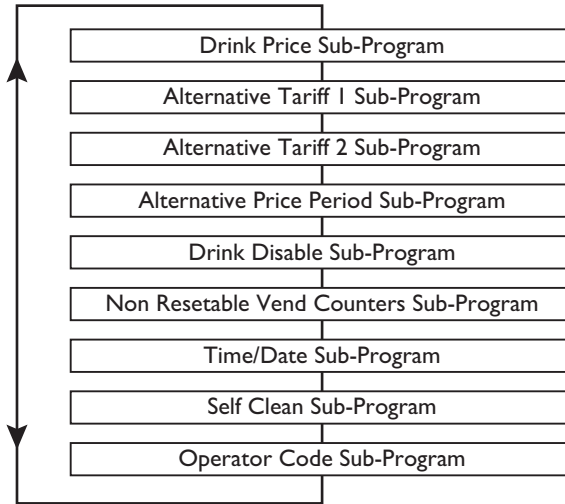 Drink Price Sub-Program
Alternative Tariff 1 Sub-Program
Alternative Tariff 2 Sub-Program
Alternative Price Period Sub-Program
Drink Disable Sub-Program
Non Resetable Vend Counters Sub-Program
Time/Date Sub-Program
Self Clean Sub-Program
Operator Code Sub-Program